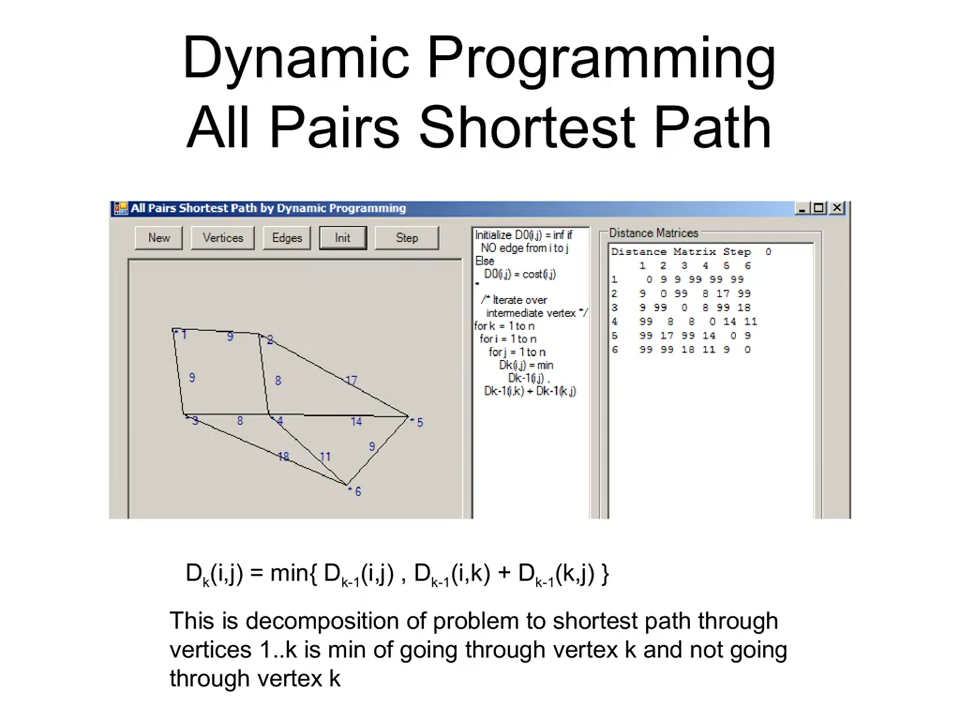 Dynamic Programming
All Pairs Shortest Path
All Pairs Shortest Path by Dynamic Programming
New Vertices Edges Init Step
Initialize D0(i,j) = inf if
NO edge from i to j
Else
D0(i,j) = cost(i,j)
*
/* Iterate over
intermediate vertex */
for k = 1 to n
for i = 1 to n
for j = 1 to n
Dk(i,j) = min
Dk-1(i,j) ,
Dk-1(i,k) + Dk-1(k,j)
Distance Matrices
Distance Matrix Step 0
1 2 3 4 5 6
1 0 9 9 99 99 99
2 9 0 99 8 17 99
3 9 99 0 8 99 18
4 99 8 8 0 14 11
5 99 17 99 14 0 9
6 99 99 18 11 9 0
1
9
2
9
8
17
3
8
4
14
5
18
11
9
6
Dk(i,j) = min{ Dk-1(i,j) , Dk-1(i,k) + Dk-1(k,j) }
This is decomposition of problem to shortest path through
vertices 1..k is min of going through vertex k and not going
through vertex k